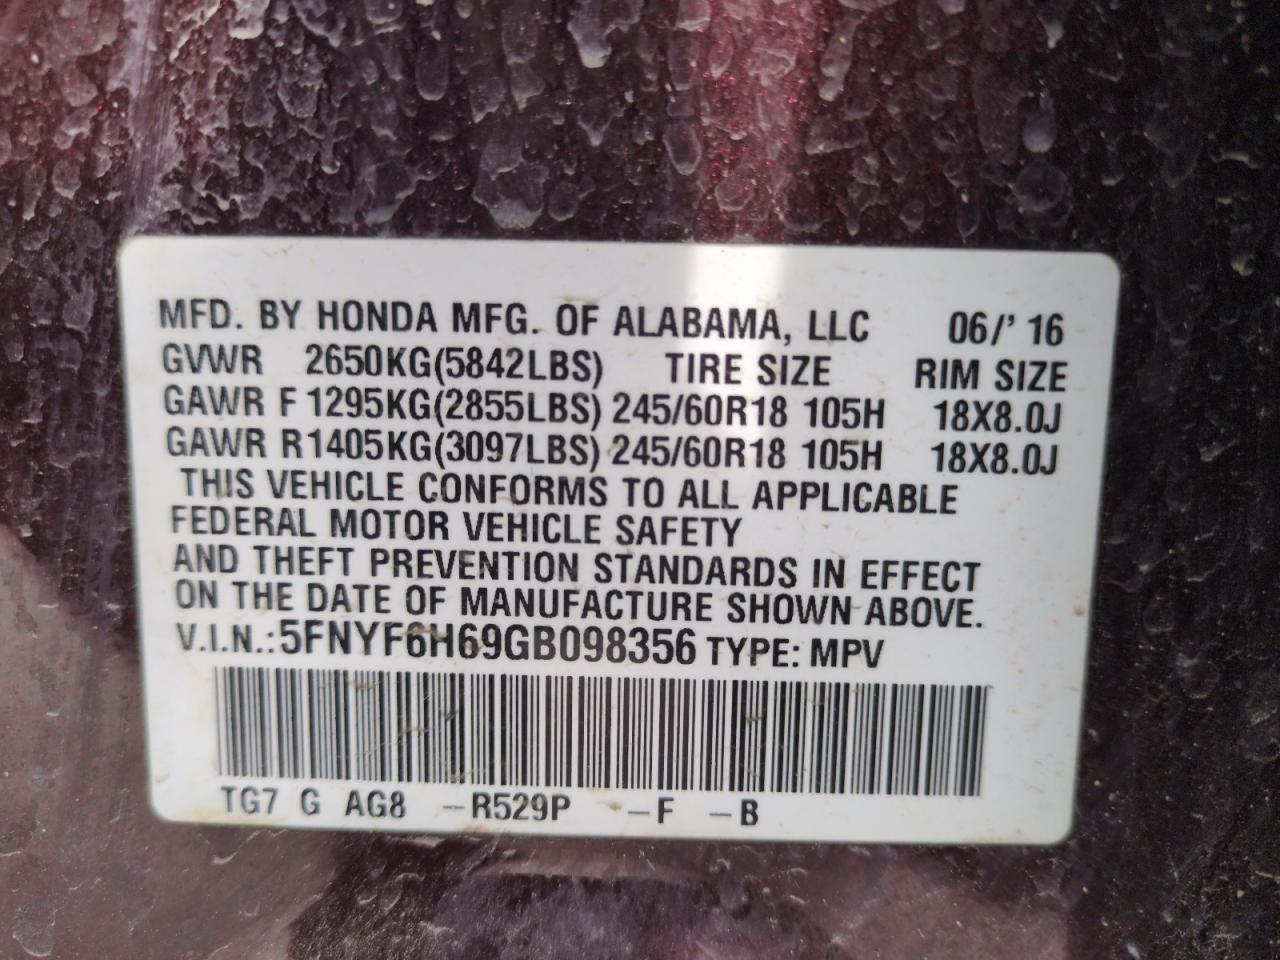 MFD. BY HONDA MFG. OF ALABAMA, LLC 06/' 16
GVWR 2650KG(5842LBS) TIRE SIZE RIM SIZE
GAWR F 1295KG(2855LBS) 245/60R18 105H 18X8.0J
GAWR R1405KG(3097LBS) 245/60R18 105H 18X8.0J
THIS VEHICLE CONFORMS TO ALL APPLICABLE
FEDERAL MOTOR VEHICLE SAFETY
AND THEFT PREVENTION STANDARDS IN EFFECT
ON THE DATE OF MANUFACTURE SHOWN ABOVE.
V.I.N.:5FNYF6H69GB098356 TYPE: MPV
TG7 G AG8 -R529P -F -B